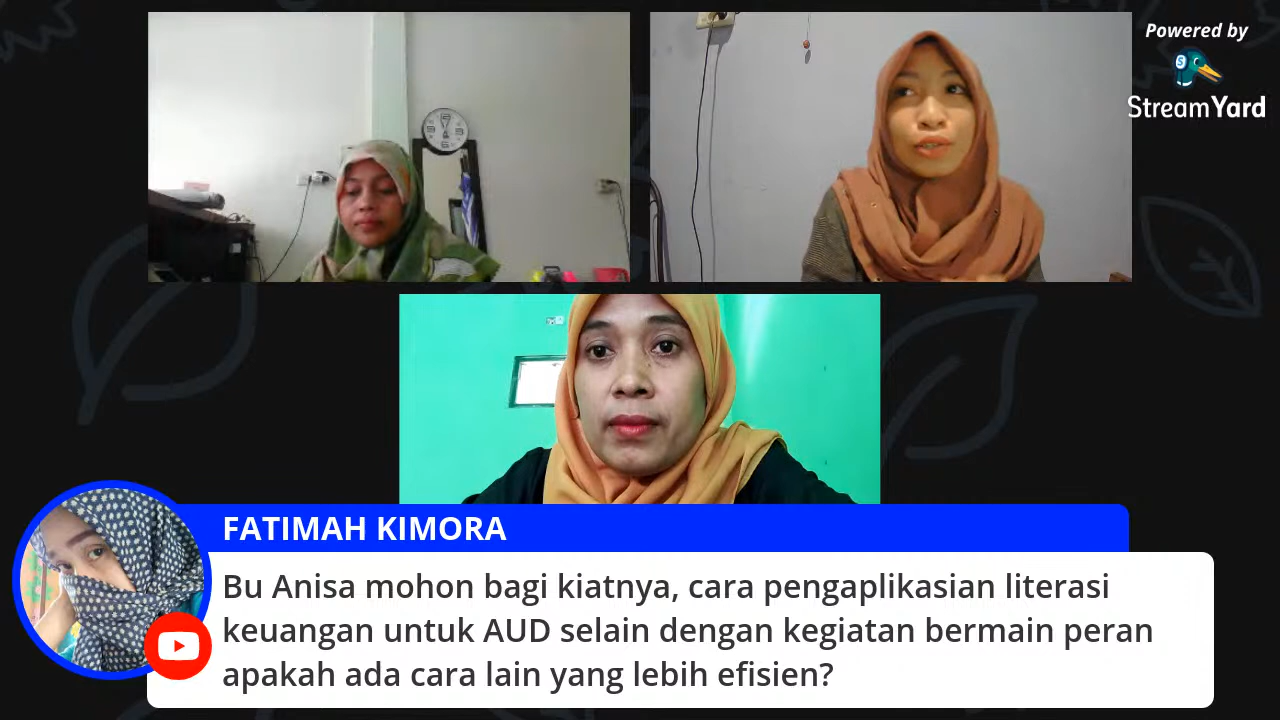 Powered by
StreamYard
FATIMAH KIMORA
Bu Anisa mohon bagi kiatnya, cara pengaplikasian literasi
keuangan untuk AUD selain dengan kegiatan bermain peran
apakah ada cara lain yang lebih efisien?